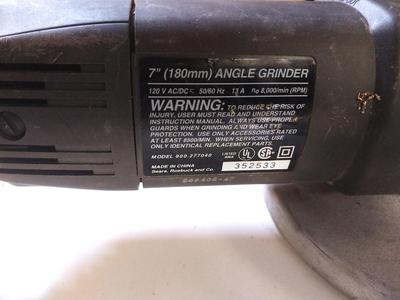 7" (180mm) ANGLE GRINDER
120 V AC/DC 50/60 Hz 13 A no 8,000/min (RPM)
WARNING: TO REDUCE THE RISK OF
INJURY, USER MUST READ AND UNDERSTAND
INSTRUCTION MANUAL. ALWAYS USE PROPER
GUARDS WHEN GRINDING AND WEAR EYE
PROTECTION. USE ONLY ACCESSORIES RATED
AT LEAST 8500/MIN. WHEN SERVICING, USE
ONLY IDENTICAL REPLACEMENT PARTS.
MODEL 900.277040
LISTED
UL
SA
MADE IN CHINA
Sears, Roebuck and Co.
352533